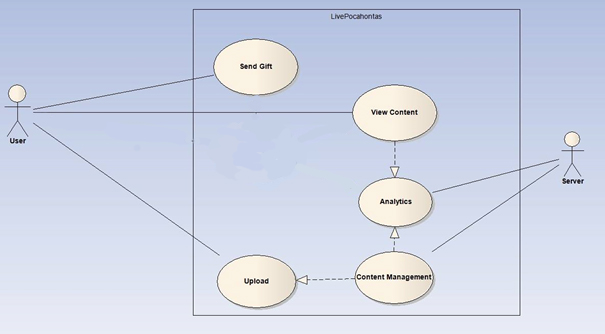 LivePocahontas
Send Gift
View Content
User
Server
Analytics
Upload
Content Management